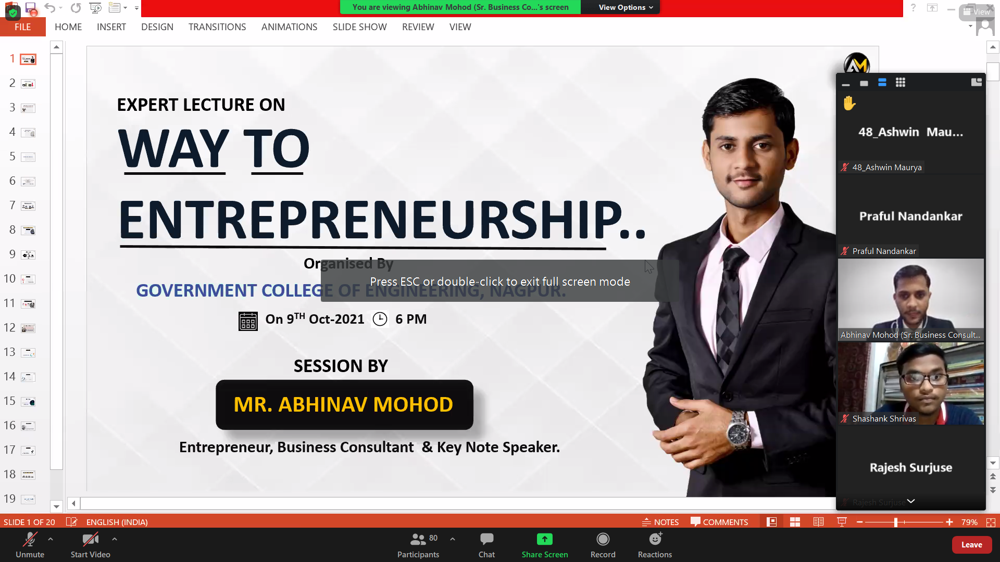 You are viewing Abhinav Mohod (Sr. Business Co...'s screen
View Options
View
FILE HOME INSERT DESIGN TRANSITIONS ANIMATIONS SLIDE SHOW REVIEW VIEW
1
2
3
4
5
6
7
8
9
10
11
12
13
14
15
16
17
18
19
AM
EXPERT LECTURE ON
WAY TO
ENTREPRENEURSHIP..
Organised By
Press ESC or double-click to exit full screen mode
GOVERNMENT COLLEGE OF ENGINEERING, NAGPUR.
On 9TH Oct-2021 6 PM
SESSION BY
MR. ABHINAV MOHOD
Entrepreneur, Business Consultant & Key Note Speaker.
48_Ashwin Mau...
48_Ashwin Maurya
Praful Nandankar
Praful Nandankar
Abhinav Mohod (Sr. Business Consult...
Shashank Shrivas
Rajesh Surjuse
Rajesh Surjuse
SLIDE 1 OF 20 ENGLISH (INDIA) NOTES COMMENTS 79%
Unmute
Start Video
80
Participants
Chat
Share Screen
Record
Reactions
Leave